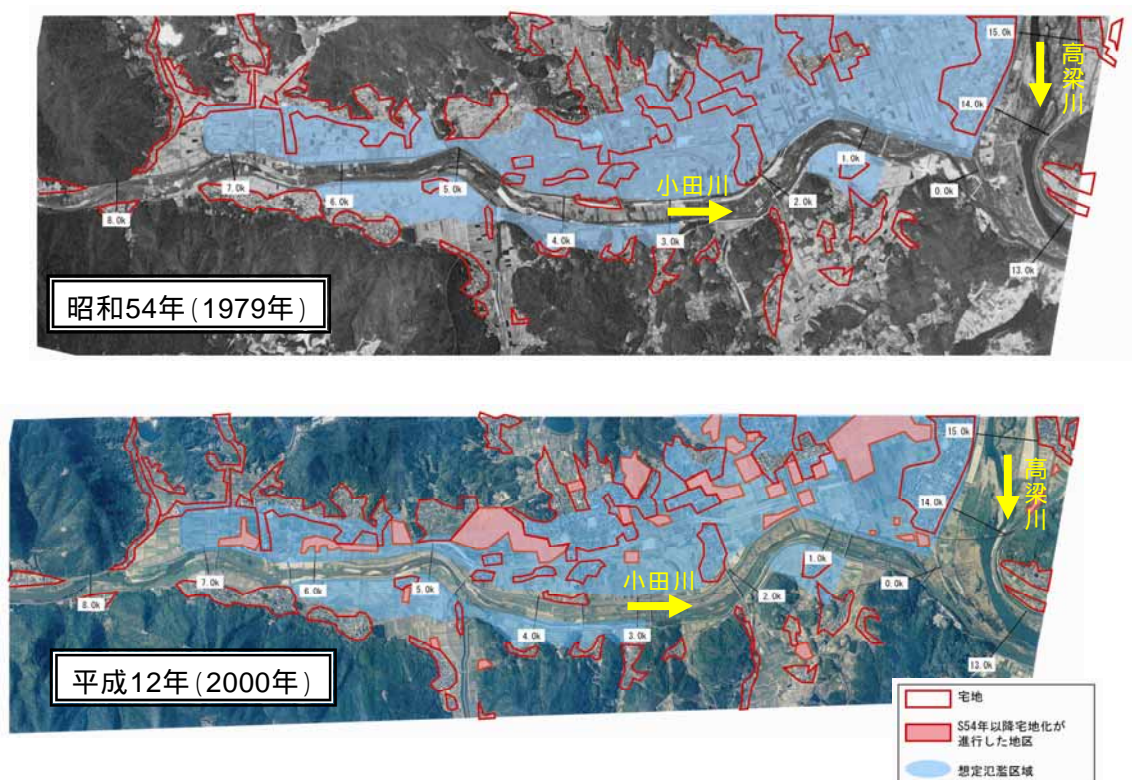 15.0k
高梁川
14.0k
1.0k
0.0k
7.0k
6.0k
5.0k
小田川
2.0k
8.0k
4.0k
3.0k
13.0k
昭和54年(1979年)
15.0k
高梁川
14.0k
小田川
1.0k
0.0k
7.0k
6.0k
5.0k
2.0k
8.0k
4.0k
3.0k
13.0k
平成12年(2000年)
宅地
S54年以降宅地化が
進行した地区
想定氾濫区域